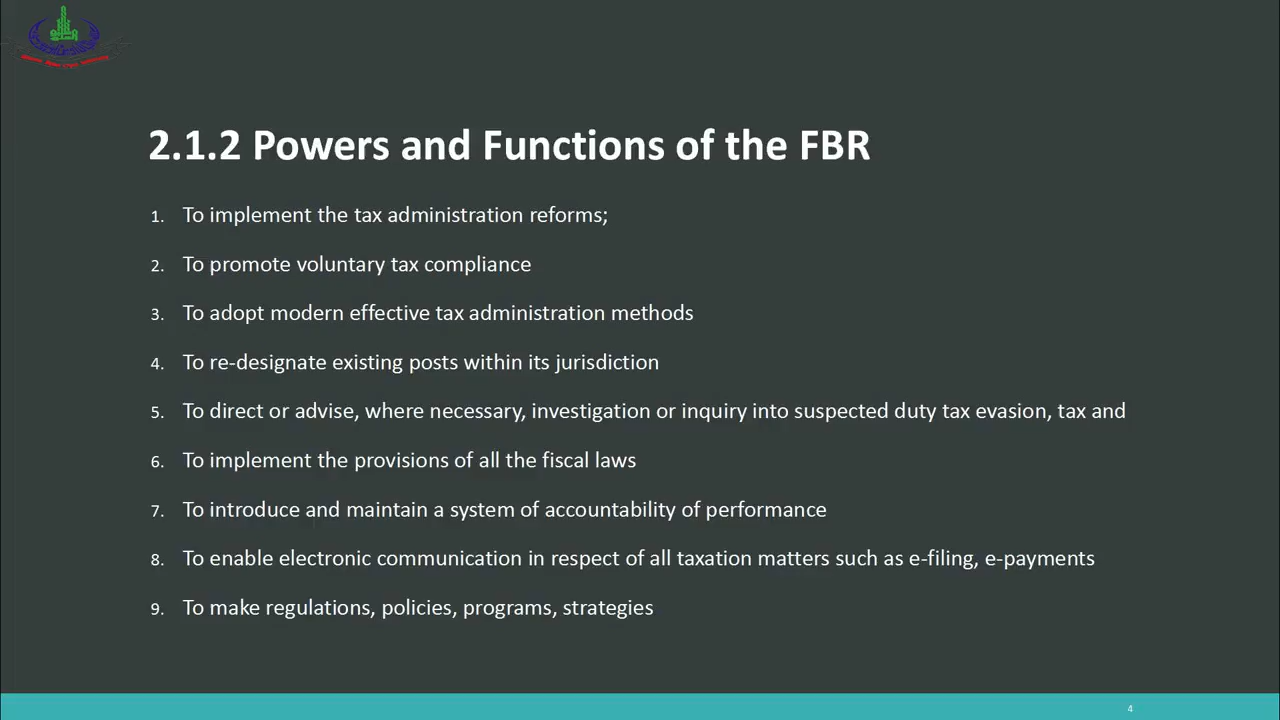 2.1.2 Powers and Functions of the FBR
1. To implement the tax administration reforms;
2. To promote voluntary tax compliance
3. To adopt modern effective tax administration methods
4. To re-designate existing posts within its jurisdiction
5. To direct or advise, where necessary, investigation or inquiry into suspected duty tax evasion, tax and
6. To implement the provisions of all the fiscal laws
7. To introduce and maintain a system of accountability of performance
8. To enable electronic communication in respect of all taxation matters such as e-filing, e-payments
9. To make regulations, policies, programs, strategies
4